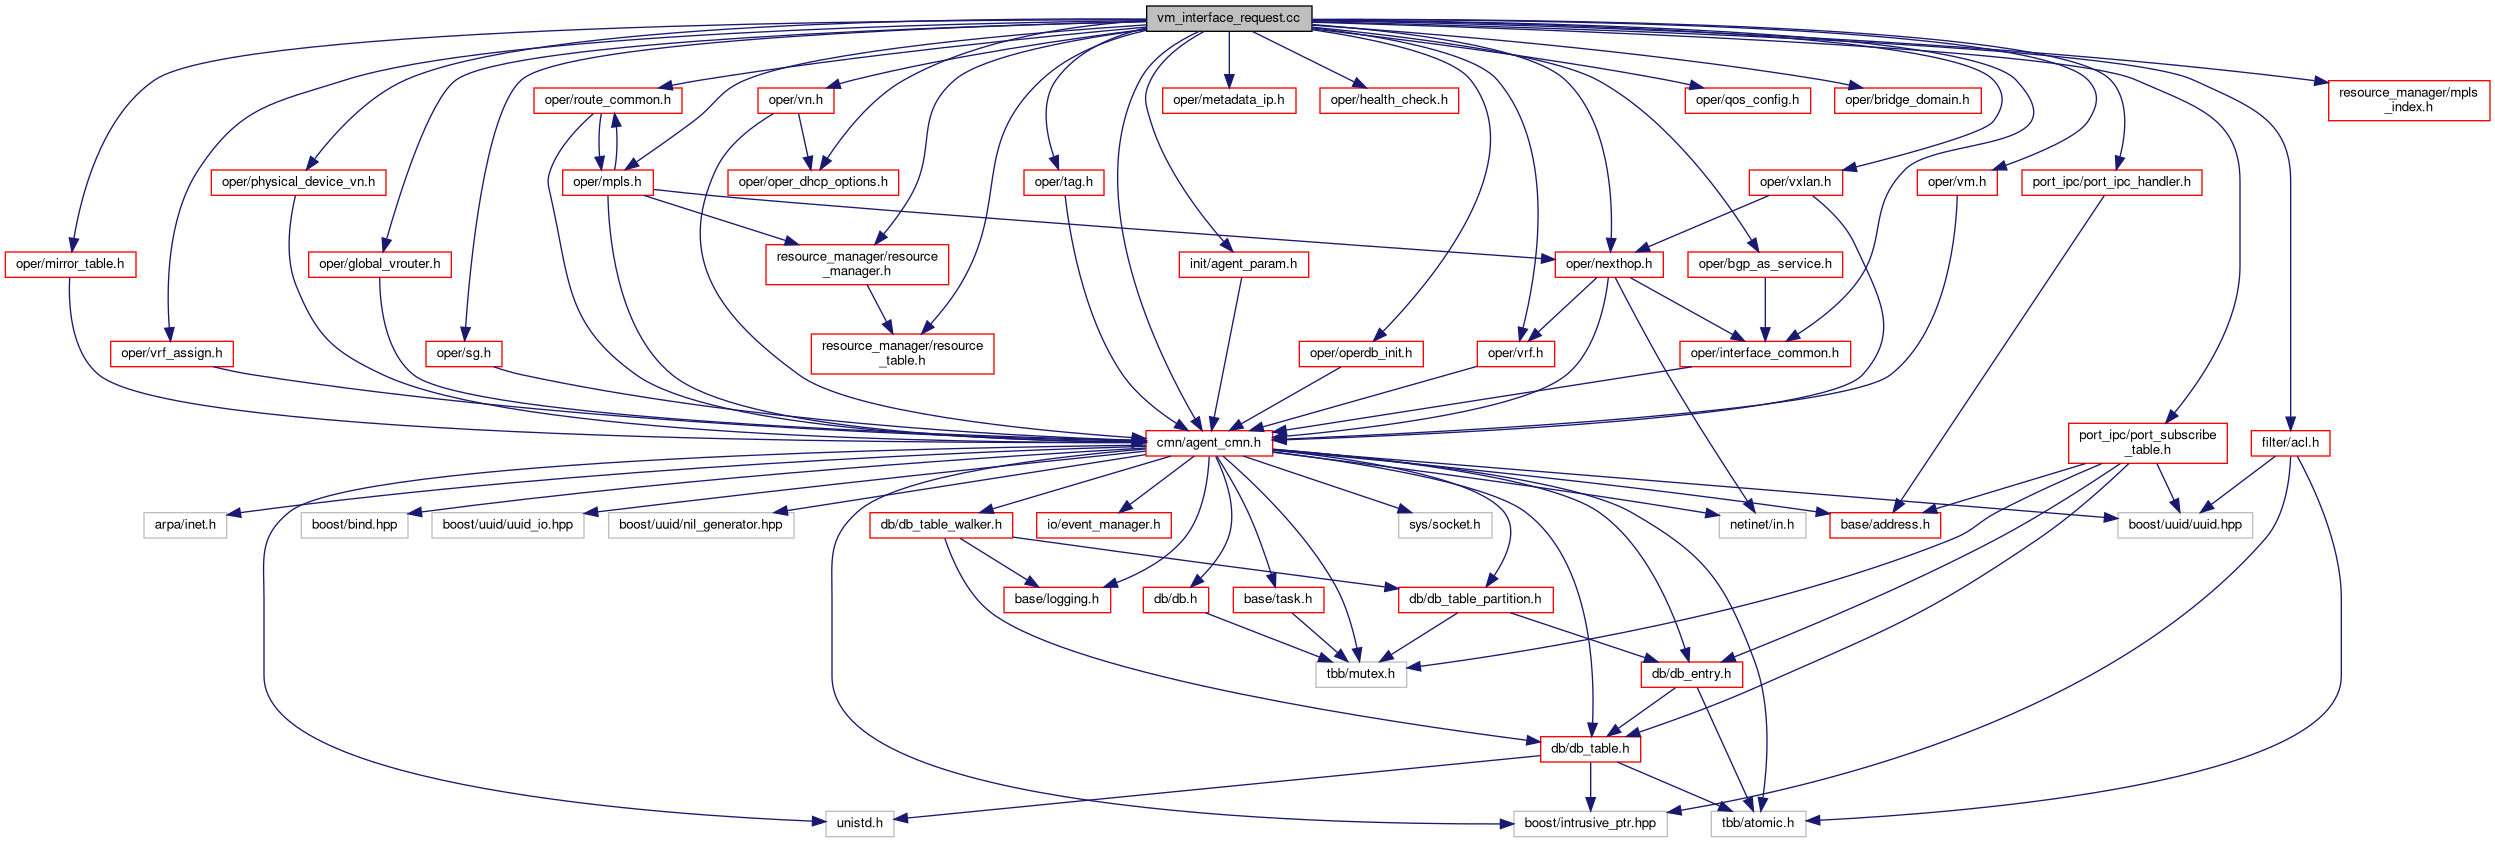 vm_interface_request.cc
oper/route_common.h
oper/vn.h
oper/metadata_ip.h
oper/health_check.h
oper/qos_config.h
oper/bridge_domain.h
resource_manager/mpls
_index.h
oper/physical_device_vn.h
oper/mpls.h
oper/oper_dhcp_options.h
oper/tag.h
oper/vxlan.h
oper/vm.h
port_ipc/port_ipc_handler.h
oper/mirror_table.h
oper/global_vrouter.h
resource_manager/resource
_manager.h
init/agent_param.h
oper/nexthop.h
oper/bgp_as_service.h
oper/vrf_assign.h
oper/sg.h
resource_manager/resource
_table.h
oper/operdb_init.h
oper/vrf.h
oper/interface_common.h
cmn/agent_cmn.h
port_ipc/port_subscribe
_table.h
filter/acl.h
arpa/inet.h
boost/bind.hpp
boost/uuid/uuid_io.hpp
boost/uuid/nil_generator.hpp
db/db_table_walker.h
io/event_manager.h
sys/socket.h
netinet/in.h
base/address.h
boost/uuid/uuid.hpp
base/logging.h
db/db.h
base/task.h
db/db_table_partition.h
tbb/mutex.h
db/db_entry.h
db/db_table.h
unistd.h
boost/intrusive_ptr.hpp
tbb/atomic.h